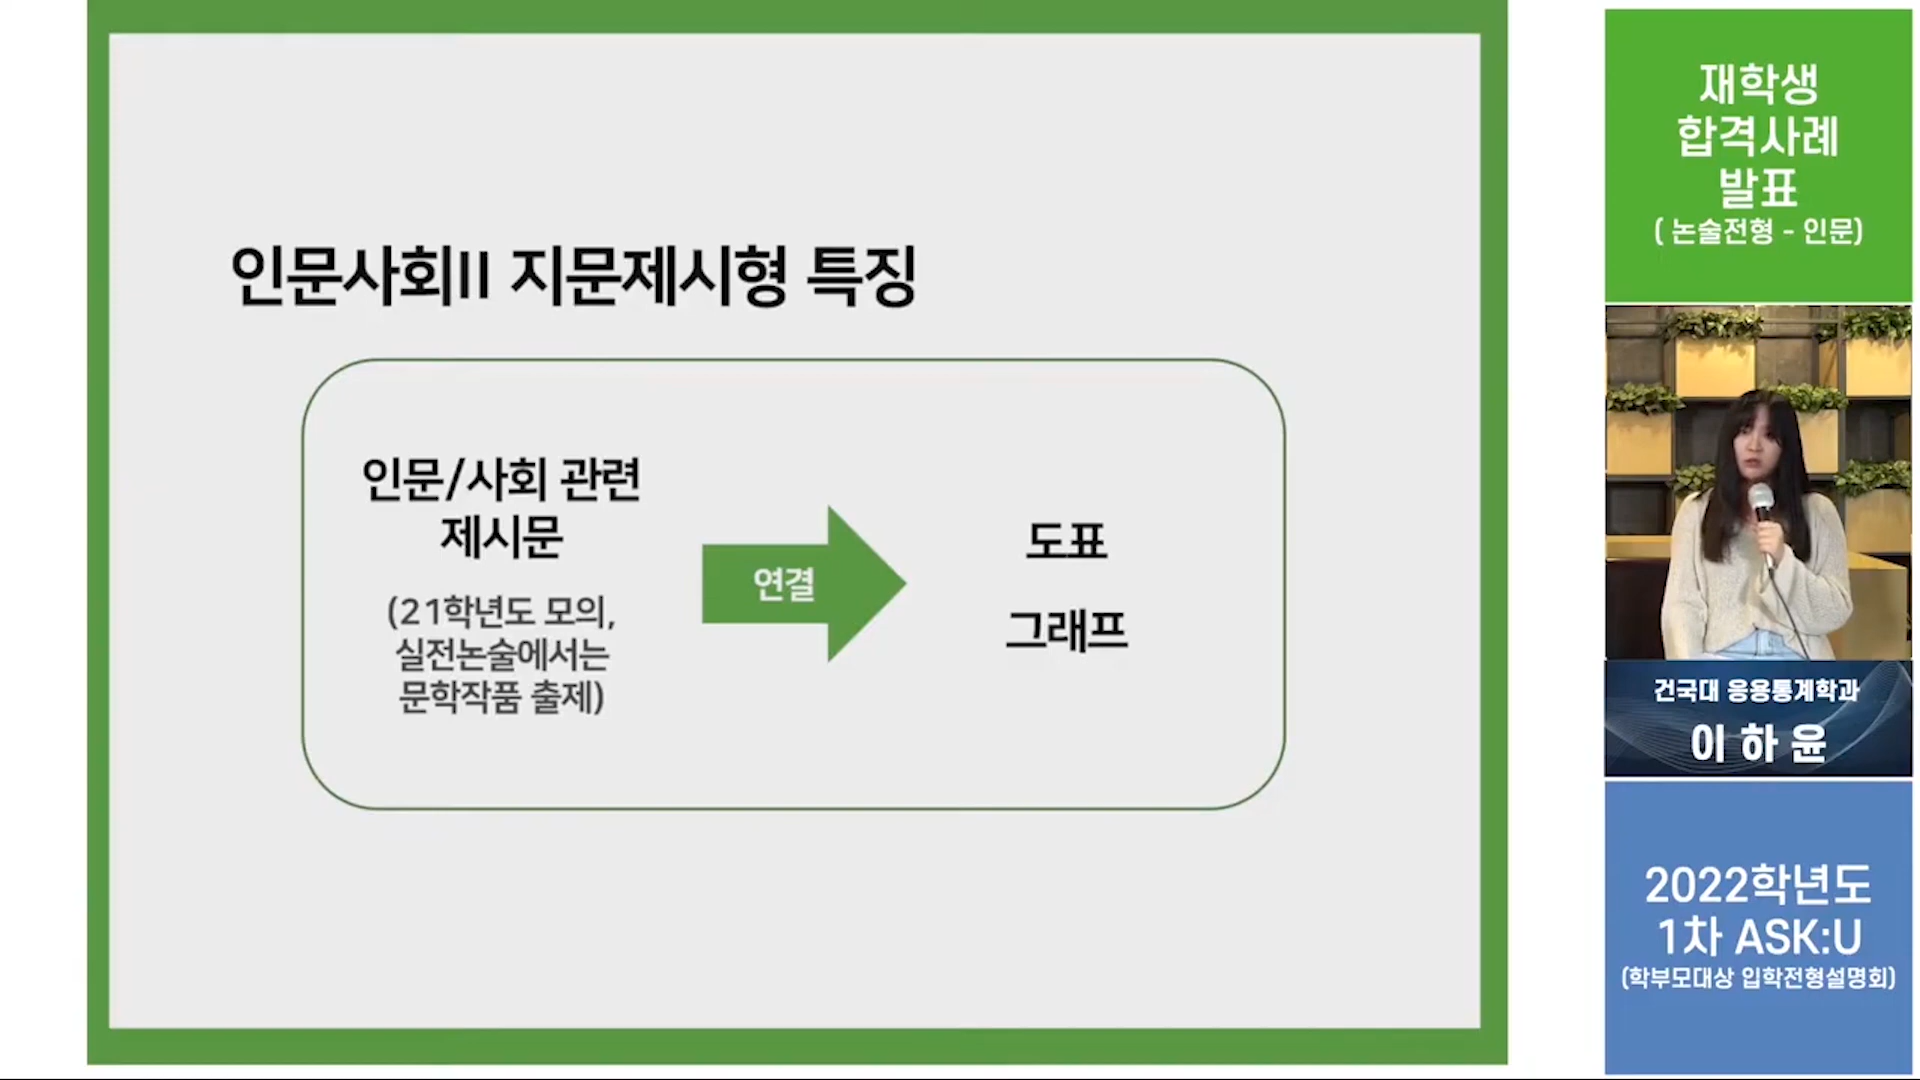 인문사회II 지문제시형 특징
인문/사회 관련
제시문
(21학년도 모의,
실전논술에서는
문학작품 출제)
연결
도표
그래프
재학생
합격사례
발표
( 논술전형 - 인문)
건국대 응용통계학과
이 하 윤
2022학년도
1차 ASK:U
(학부모대상 입학전형설명회)